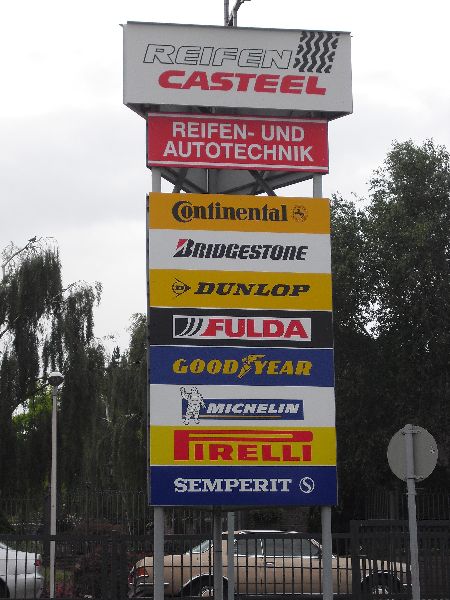 REIFEN
CASTEEL
REIFEN- UND
AUTOTECHNIK
Continental
BRIDGESTONE
DUNLOP
FULDA
GOODYEAR
MICHELIN
PIRELLI
SEMPERIT